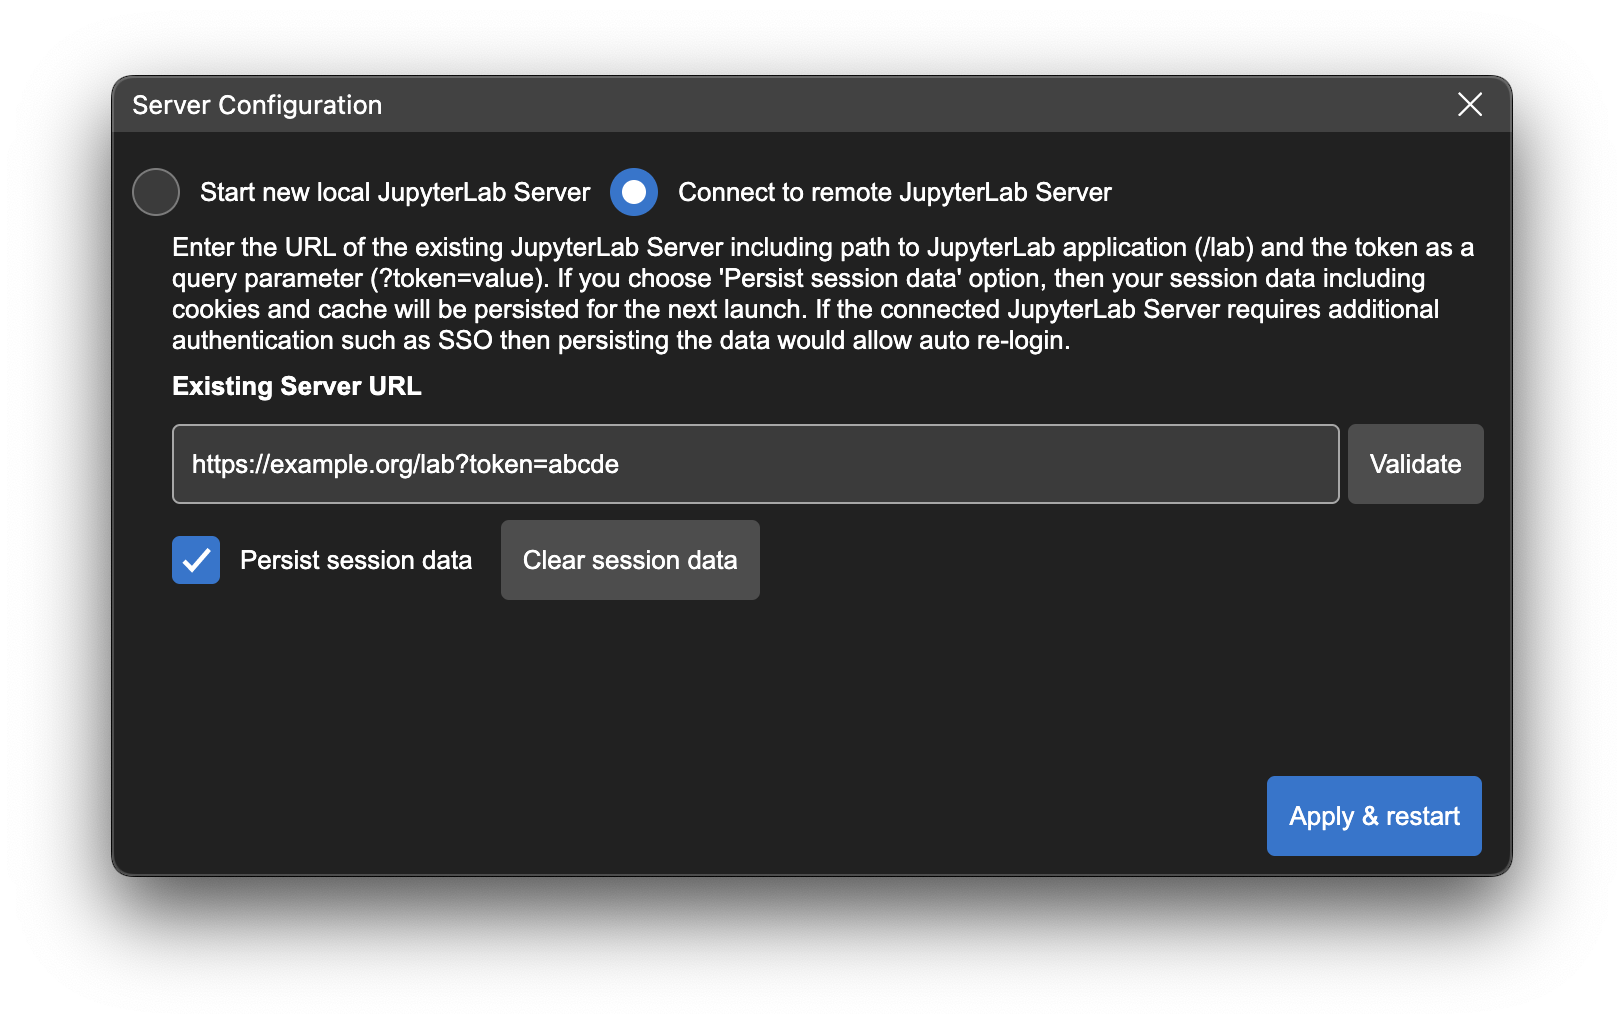 Server Configuration
Start new local JupyterLab Server
Connect to remote JupyterLab Server
Enter the URL of the existing JupyterLab Server including path to JupyterLab application (/lab) and the token as a
query parameter (?token=value). If you choose 'Persist session data' option, then your session data including
cookies and cache will be persisted for the next launch. If the connected JupyterLab Server requires additional
authentication such as SSO then persisting the data would allow auto re-login.
Existing Server URL
https://example.org/lab?token=abcde
Validate
Persist session data
Clear session data
Apply & restart